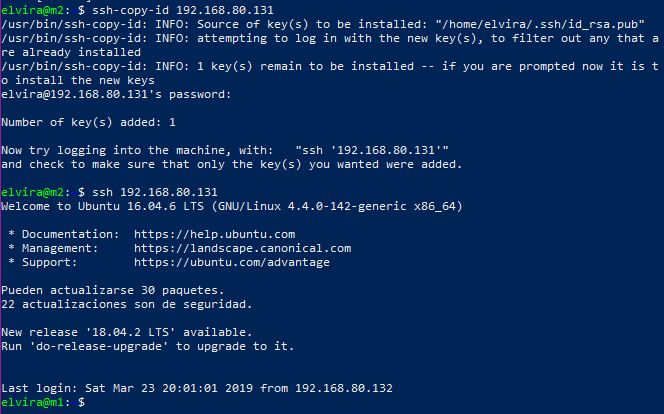 elvira@m2: $ ssh-copy-id 192.168.80.131
/usr/bin/ssh-copy-id: INFO: Source of key(s) to be installed: "/home/elvira/.ssh/id_rsa.pub"
/usr/bin/ssh-copy-id: INFO: attempting to log in with the new key(s), to filter out any that a
re already installed
/usr/bin/ssh-copy-id: INFO: 1 key(s) remain to be installed -- if you are prompted now it is t
o install the new keys
elvira@192.168.80.131's password:

Number of key(s) added: 1

Now try logging into the machine, with:   "ssh '192.168.80.131'"
and check to make sure that only the key(s) you wanted were added.

elvira@m2: $ ssh 192.168.80.131
Welcome to Ubuntu 16.04.6 LTS (GNU/Linux 4.4.0-142-generic x86_64)

 * Documentation:  https://help.ubuntu.com
 * Management:     https://landscape.canonical.com
 * Support:        https://ubuntu.com/advantage

Pueden actualizarse 30 paquetes.
22 actualizaciones son de seguridad.

New release '18.04.2 LTS' available.
Run 'do-release-upgrade' to upgrade to it.


Last login: Sat Mar 23 20:01:01 2019 from 192.168.80.132
elvira@m1: $